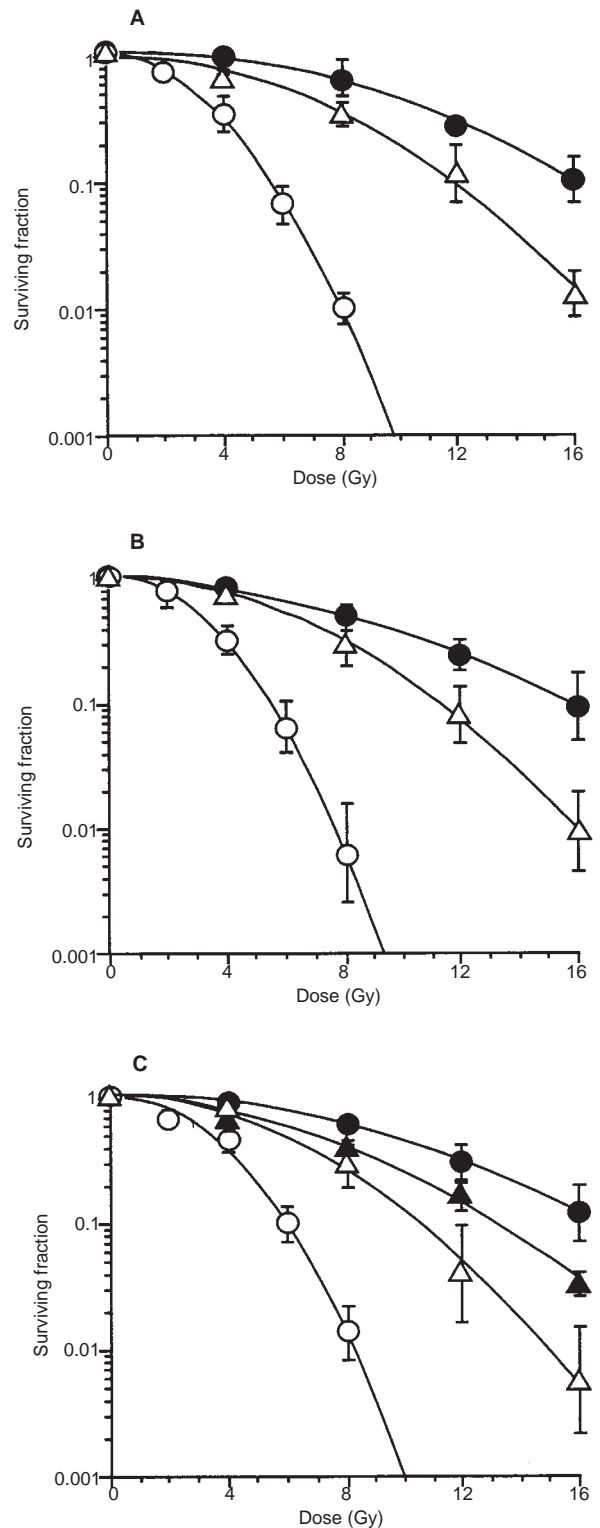 A
1
0.1
0.01
0.001
Surviving fraction
0 4 8 12 16
Dose (Gy)
B
1
0.1
0.01
0.001
Surviving fraction
0 4 8 12 16
Dose (Gy)
C
1
0.1
0.01
0.001
Surviving fraction
0 4 8 12 16
Dose (Gy)